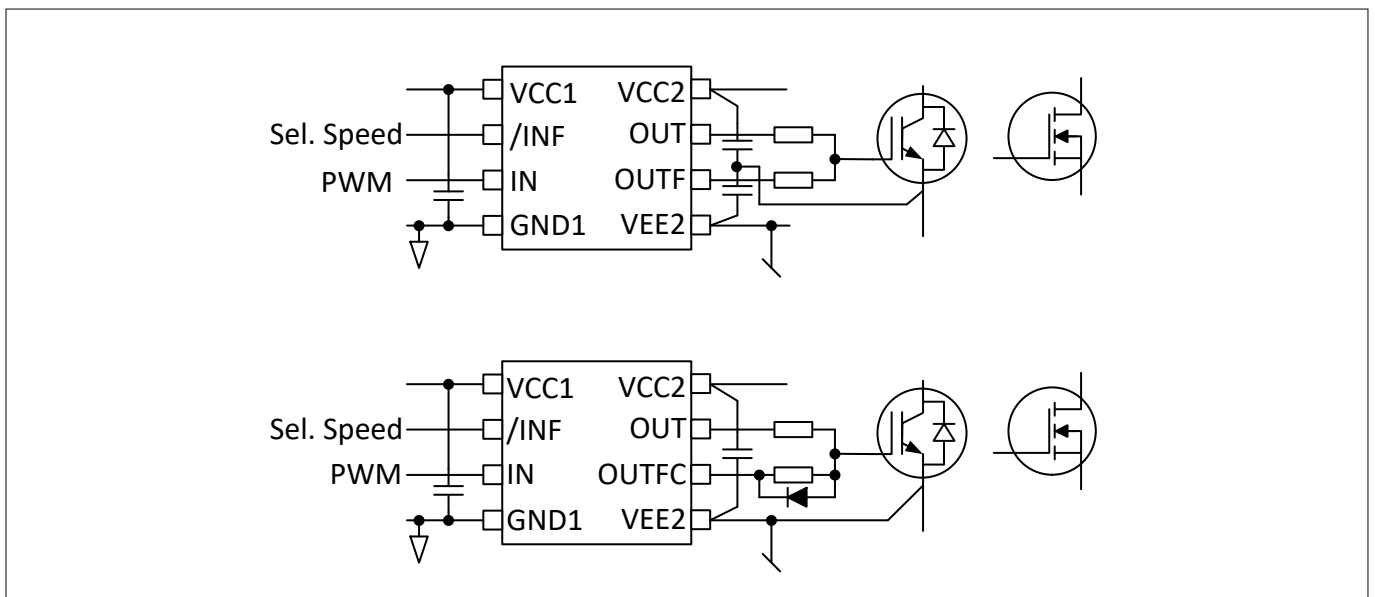 VCC1 VCC2
Sel. Speed /INF OUT
PWM IN OUTF
GND1 VEE2
VCC1 VCC2
Sel. Speed /INF OUT
PWM IN OUTFC
GND1 VEE2